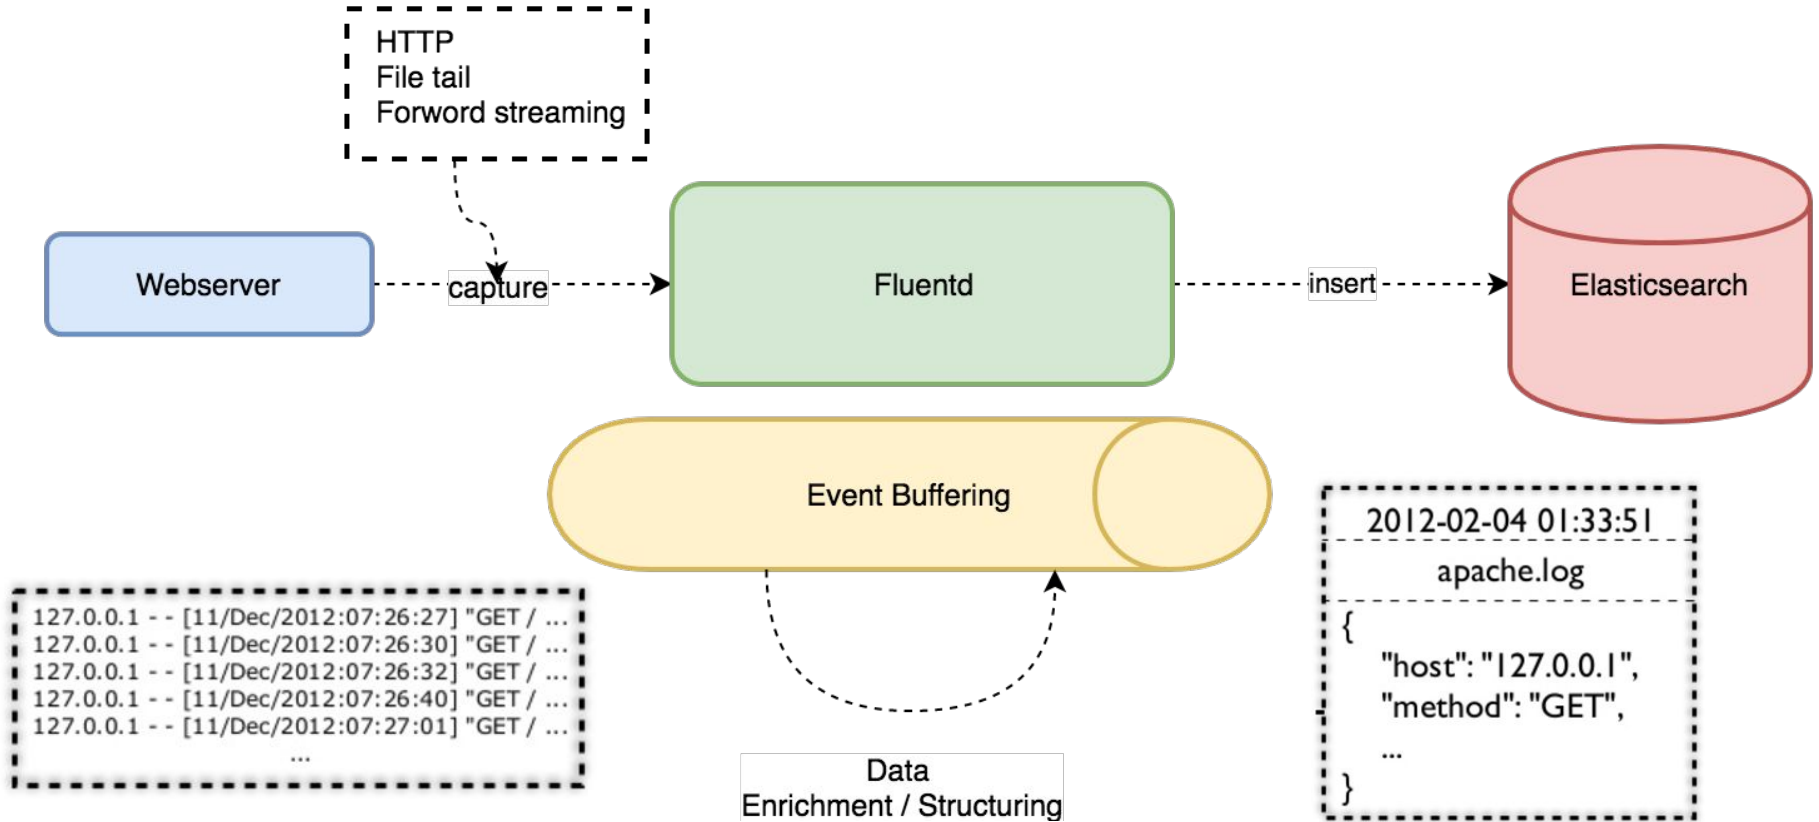 HTTP
File tail
Forword streaming
Webserver
capture
Fluentd
insert
Elasticsearch
Event Buffering
127.0.0.1 - - [11/Dec/2012:07:26:27] "GET / ...
127.0.0.1 - - [11/Dec/2012:07:26:30] "GET / ...
127.0.0.1 - - [11/Dec/2012:07:26:32] "GET / ...
127.0.0.1 - - [11/Dec/2012:07:26:40] "GET / ...
127.0.0.1 - - [11/Dec/2012:07:27:01] "GET / ...
...
Data
Enrichment / Structuring
2012-02-04 01:33:51
apache.log
{
"host": "127.0.0.1",
"method": "GET",
...
}